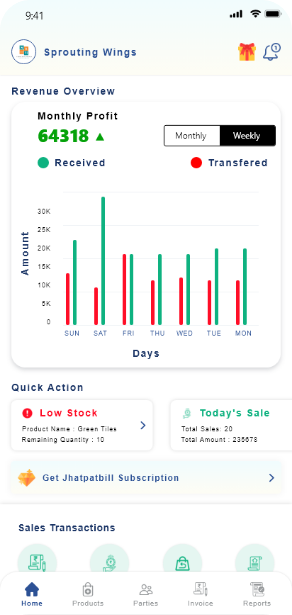 9:41
Sprouting Wings
1
Revenue Overview
Monthly Profit
64318
Monthly Weekly
Received Transfered
30K
25K
20K
15K
10K
5K
0
Amount
SUN SAT FRI THU WED TUE MON
Days
Quick Action
Low Stock
Product Name : Green Tiles
Remaining Quantity : 10
Today's Sale
Total Sales: 20
Total Amount : 235673
Get Jhatpatbill Subscription
Sales Transactions
Home Products Parties Invoice Reports